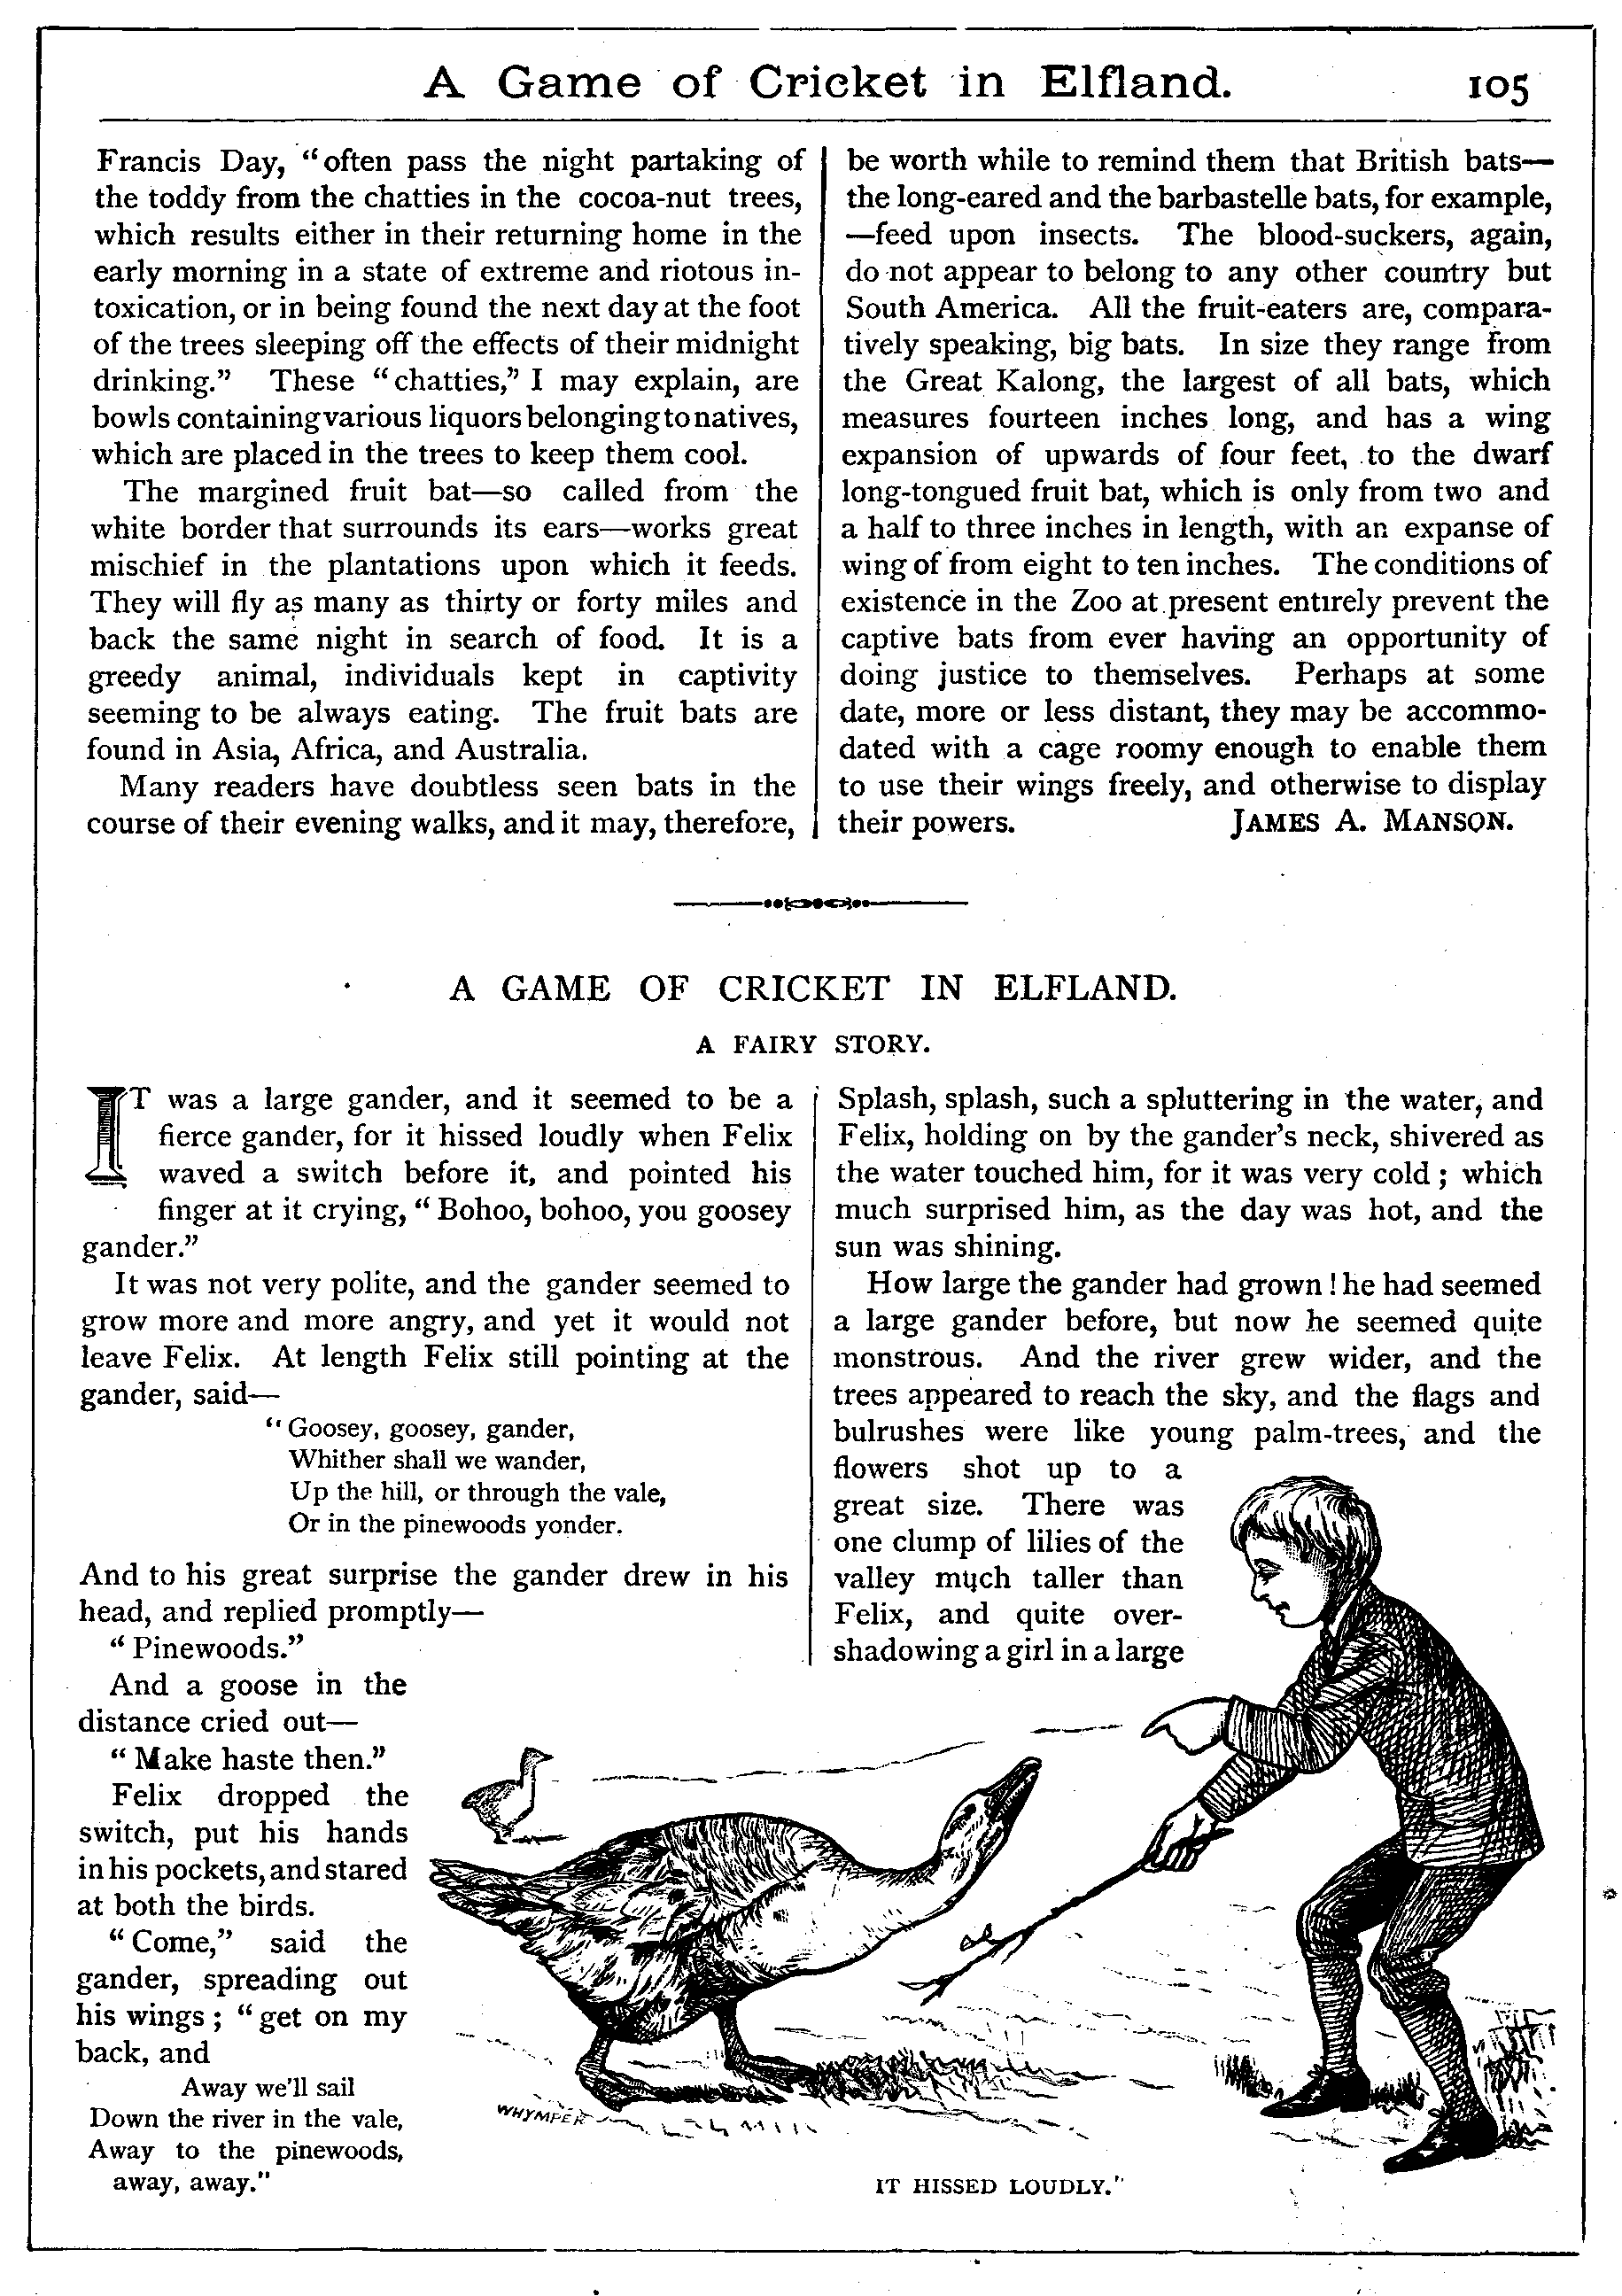 A Game of Cricket in Elfland.
105
Francis Day, “often pass the night partaking of
the toddy from the chatties in the cocoa-nut trees,
which results either in their returning home in the
early morning in a state of extreme and riotous in-
toxication, or in being found the next day at the foot
of the trees sleeping off the effects of their midnight
drinking.” These “chatties,” I may explain, are
bowls containing various liquors belonging to natives,
which are placed in the trees to keep them cool.
The margined fruit bat—so called from the
white border that surrounds its ears—works great
mischief in the plantations upon which it feeds.
They will fly as many as thirty or forty miles and
back the same night in search of food. It is a
greedy animal, individuals kept in captivity
seeming to be always eating. The fruit bats are
found in Asia, Africa, and Australia.
Many readers have doubtless seen bats in the
course of their evening walks, and it may, therefore,
be worth while to remind them that British bats—
the long-eared and the barbastelle bats, for example,
—feed upon insects. The blood-suckers, again,
do not appear to belong to any other country but
South America. All the fruit-eaters are, compara-
tively speaking, big bats. In size they range from
the Great Kalong, the largest of all bats, which
measures fourteen inches long, and has a wing
expansion of upwards of four feet, to the dwarf
long-tongued fruit bat, which is only from two and
a half to three inches in length, with an expanse of
wing of from eight to ten inches. The conditions of
existence in the Zoo at present entirely prevent the
captive bats from ever having an opportunity of
doing justice to themselves. Perhaps at some
date, more or less distant, they may be accommo-
dated with a cage roomy enough to enable them
to use their wings freely, and otherwise to display
their powers. JAMES A. MANSON.
A GAME OF CRICKET IN ELFLAND.
A FAIRY STORY.
IT was a large gander, and it seemed to be a
fierce gander, for it hissed loudly when Felix
waved a switch before it, and pointed his
finger at it crying, “Bohoo, bohoo, you goosey
gander.”
It was not very polite, and the gander seemed to
grow more and more angry, and yet it would not
leave Felix. At length Felix still pointing at the
gander, said—
“Goosey, goosey, gander,
Whither shall we wander,
Up the hill, or through the vale,
Or in the pinewoods yonder.
And to his great surprise the gander drew in his
head, and replied promptly—
“Pinewoods.”
And a goose in the
distance cried out—
“Make haste then.”
Felix dropped the
switch, put his hands
in his pockets, and stared
at both the birds.
“Come,” said the
gander, spreading out
his wings; “get on my
back, and
Away we'll sail
Down the river in the vale,
Away to the pinewoods,
away, away.”
Splash, splash, such a spluttering in the water, and
Felix, holding on by the gander's neck, shivered as
the water touched him, for it was very cold; which
much surprised him, as the day was hot, and the
sun was shining.
How large the gander had grown! he had seemed
a large gander before, but now he seemed quite
monstrous. And the river grew wider, and the
trees appeared to reach the sky, and the flags and
bulrushes were like young palm-trees, and the
flowers shot up to a
great size. There was
one clump of lilies of the
valley much taller than
Felix, and quite over-
shadowing a girl in a large
WHYMPER
IT HISSED LOUDLY.”